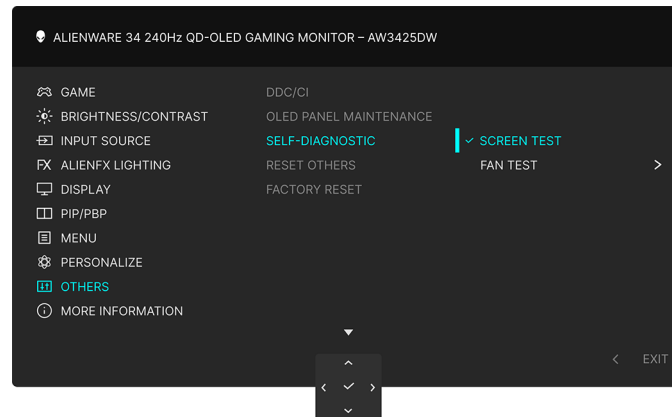 ALIENWARE 34 240Hz QD-OLED GAMING MONITOR – AW3425DW
GAME
BRIGHTNESS/CONTRAST
INPUT SOURCE
FX ALIENFX LIGHTING
DISPLAY
PIP/PBP
MENU
PERSONALIZE
OTHERS
MORE INFORMATION
DDC/CI
OLED PANEL MAINTENANCE
SELF-DIAGNOSTIC
RESET OTHERS
FACTORY RESET
SCREEN TEST
FAN TEST
EXIT